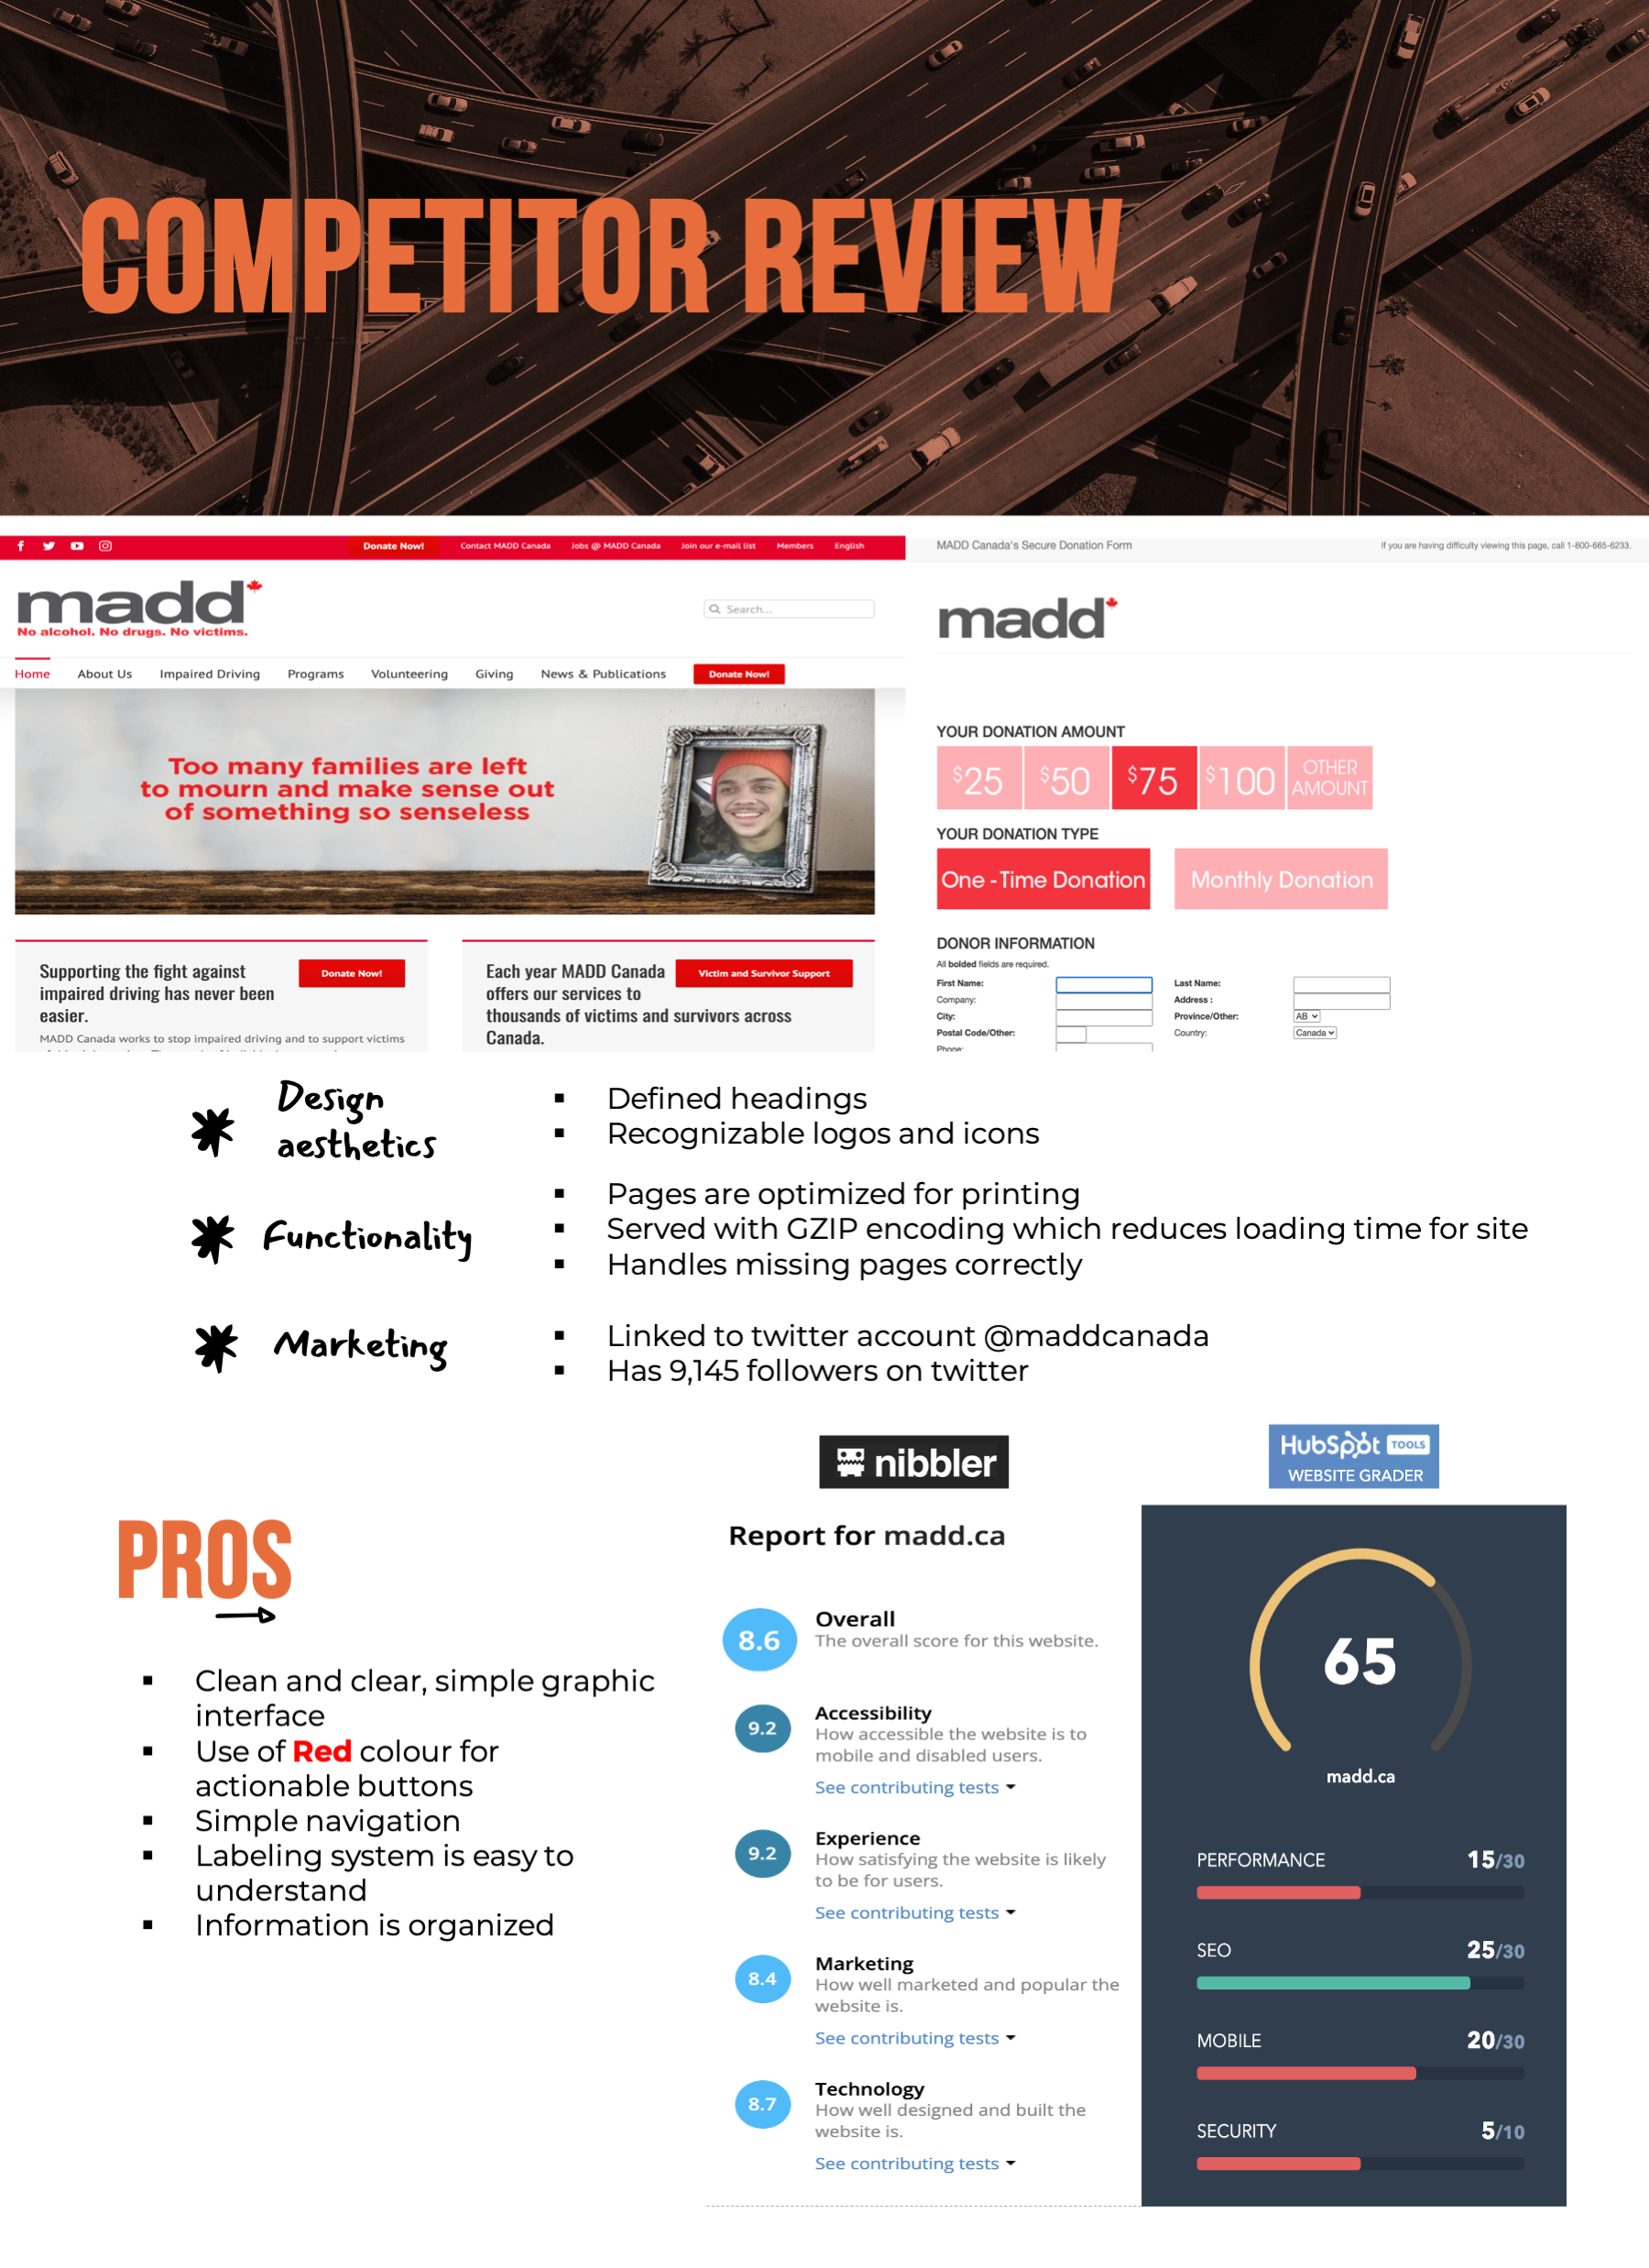 COMPETITOR REVIEW
Donate Now! Contact MADD Canada Jobs @ MADD Canada Join our e-mail list Members English
madd
No alcohol. No drugs. No victims.
Search...
Home About Us Impaired Driving Programs Volunteering Giving News & Publications Donate Now!
Too many families are left
to mourn and make sense out
of something so senseless
Supporting the fight against
impaired driving has never been
easier.
Donate Now!
MADD Canada works to stop impaired driving and to support victims
Each year MADD Canada
offers our services to
thousands of victims and survivors across
Canada.
Victim and Survivor Support
MADD Canada's Secure Donation Form If you are having difficulty viewing this page, call 1-800-665-6233.
madd
YOUR DONATION AMOUNT
$25 $50 $75 $100 OTHER
AMOUNT
YOUR DONATION TYPE
One - Time Donation Monthly Donation
DONOR INFORMATION
All bolded fields are required.
First Name: Last Name:
Company: Address :
City: Province/Other: AB
Postal Code/Other: Country: Canada
Phone:
Design
aesthetics
Defined headings
Recognizable logos and icons
Functionality
Pages are optimized for printing
Served with GZIP encoding which reduces loading time for site
Handles missing pages correctly
Marketing
Linked to twitter account @maddcanada
Has 9,145 followers on twitter
PROS
Clean and clear, simple graphic
interface
Use of Red colour for
actionable buttons
Simple navigation
Labeling system is easy to
understand
Information is organized
nibbler
Report for madd.ca
8.6 Overall
The overall score for this website.
9.2 Accessibility
How accessible the website is to
mobile and disabled users.
See contributing tests
9.2 Experience
How satisfying the website is likely
to be for users.
See contributing tests
8.4 Marketing
How well marketed and popular the
website is.
See contributing tests
8.7 Technology
How well designed and built the
website is.
See contributing tests
HubSpot TOOLS
WEBSITE GRADER
65
madd.ca
PERFORMANCE 15/30
SEO 25/30
MOBILE 20/30
SECURITY 5/10